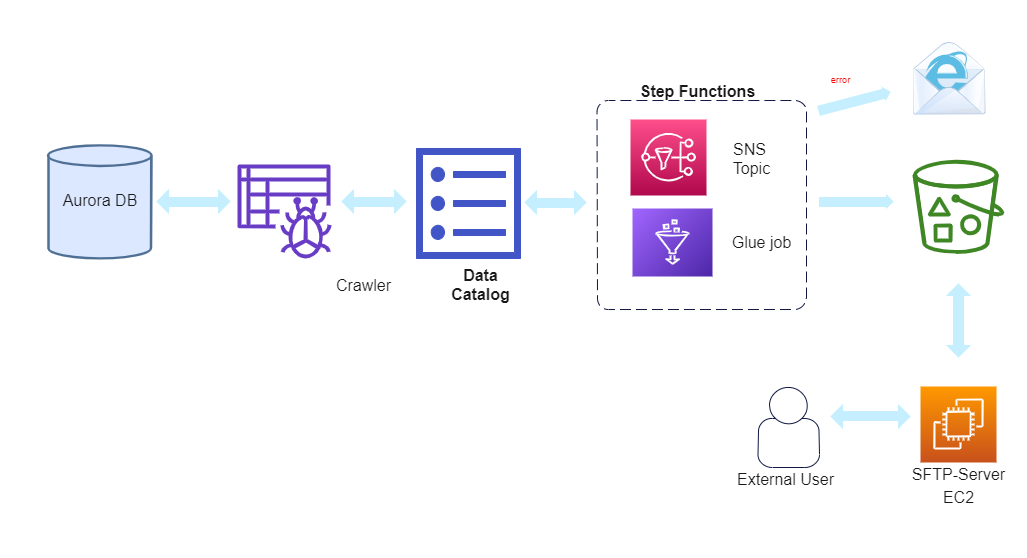 error
Step Functions
SNS
Topic
Aurora DB
Glue job
Crawler
Data
Catalog
External User
SFTP-Server
EC2